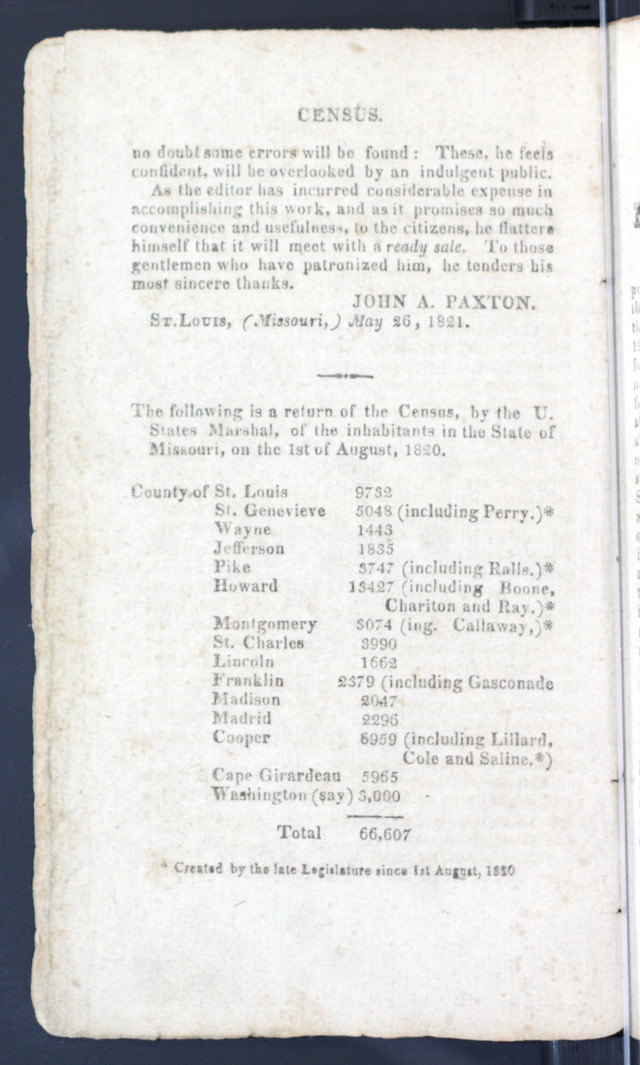 CENSUS.
no doubt some errors will be found : These, he feels
confident, will be overlooked by an indulgent public.
As the editor has incurred considerable expense in
accomplishing this work, and as it promises so much
convenience and usefulness, to the citizens, he flatters
himself that it will meet with a ready sale. To those
gentlemen who have patronized him, he tenders his
most sincere thanks.
JOHN A. PAXTON.
ST. LOUIS, (Missouri,) May 26, 1821.
The following is a return of the Census, by the U.
States Marshal, of the inhabitants in the State of
Missouri, on the 1st of August, 1820.
County of St. Louis 9732
St. Genevieve 5048 (including Perry.)*
Wayne 1443
Jefferson 1835
Pike 3747 (including Ralls.)*
Howard 13427 (including Boone,
Chariton and Ray.)*
Montgomery 3074 (ing. Callaway,)*
St. Charles 3990
Lincoln 1662
Franklin 2379 (including Gasconade
Madison 2047
Madrid 2296
Cooper 6959 (including Lillard,
Cole and Saline.*)
Cape Girardeau 5965
Washington (say) 3,000
Total 66,607
* Created by the late Legislature since 1st August, 1820